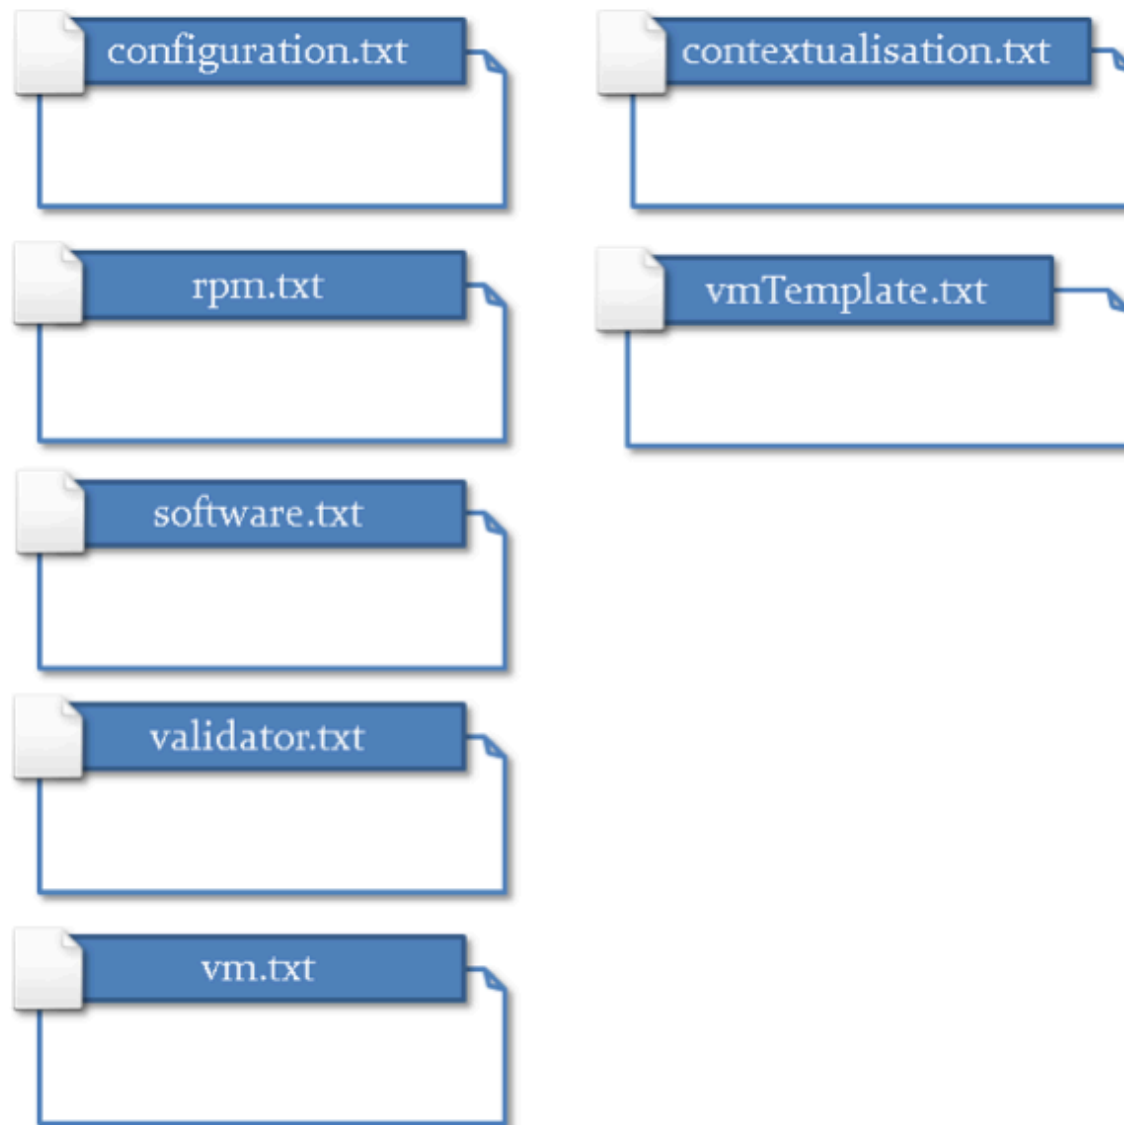 configuration.txt
contextualisation.txt
rpm.txt
vmTemplate.txt
software.txt
validator.txt
vm.txt